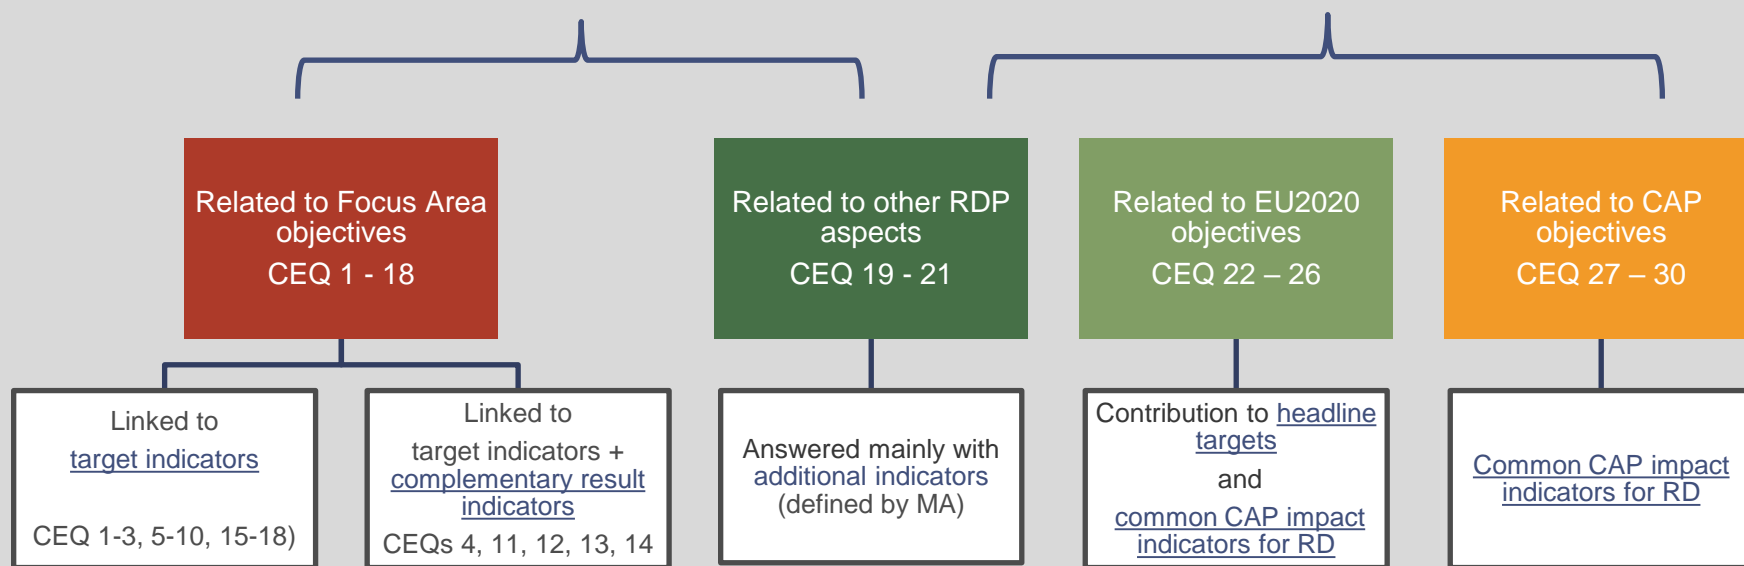 Related to Focus Area
objectives
CEQ 1 - 18
Related to other RDP
aspects
CEQ 19 - 21
Related to EU2020
objectives
CEQ 22 – 26
Related to CAP
objectives
CEQ 27 – 30
Linked to
target indicators
CEQ 1-3, 5-10, 15-18)
Linked to
target indicators +
complementary result
indicators
CEQs 4, 11, 12, 13, 14
Answered mainly with
additional indicators
(defined by MA)
Contribution to headline
targets
and
common CAP impact
indicators for RD
Common CAP impact
indicators for RD